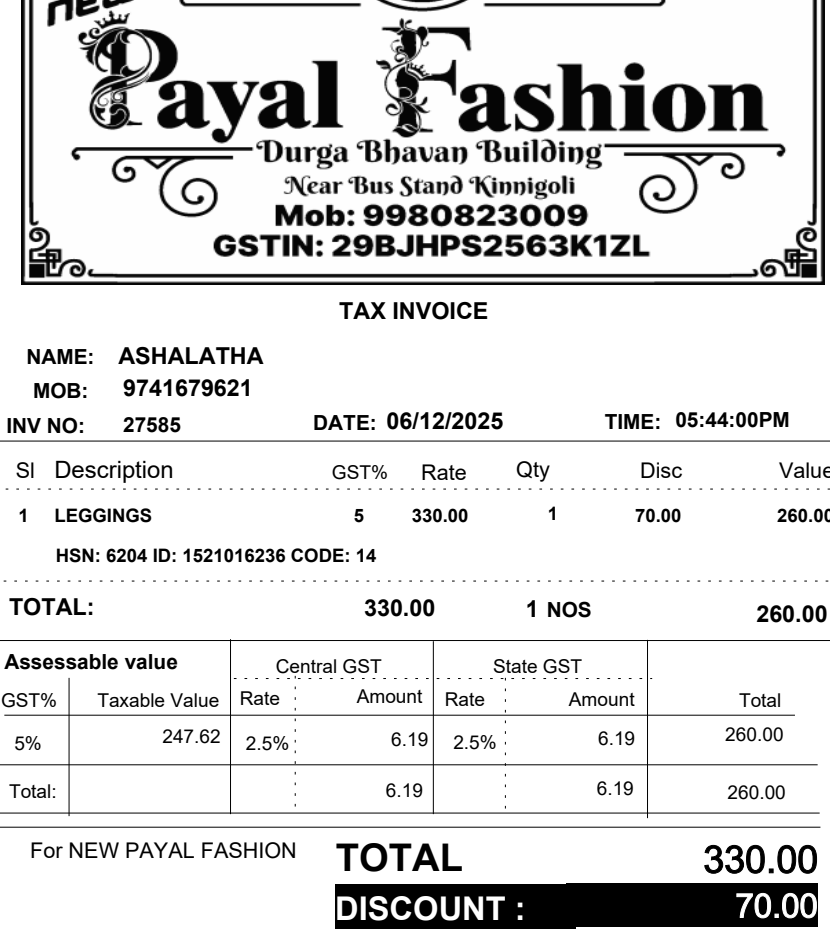 new
Payal Fashion
Durga Bhavan Building
Near Bus Stand Kinnigoli
Mob: 9980823009
GSTIN: 29BJHPS2563K1ZL
TAX INVOICE
NAME: ASHALATHA
MOB: 9741679621
INV NO: 27585 DATE: 06/12/2025 TIME: 05:44:00PM
Sl Description GST% Rate Qty Disc Value
1 LEGGINGS 5 330.00 1 70.00 260.00
HSN: 6204 ID: 1521016236 CODE: 14
TOTAL: 330.00 1 NOS 260.00
Assessable value Central GST State GST
GST% Taxable Value Rate Amount Rate Amount Total
5% 247.62 2.5% 6.19 2.5% 6.19 260.00
Total: 6.19 6.19 260.00
For NEW PAYAL FASHION TOTAL 330.00
DISCOUNT : 70.00